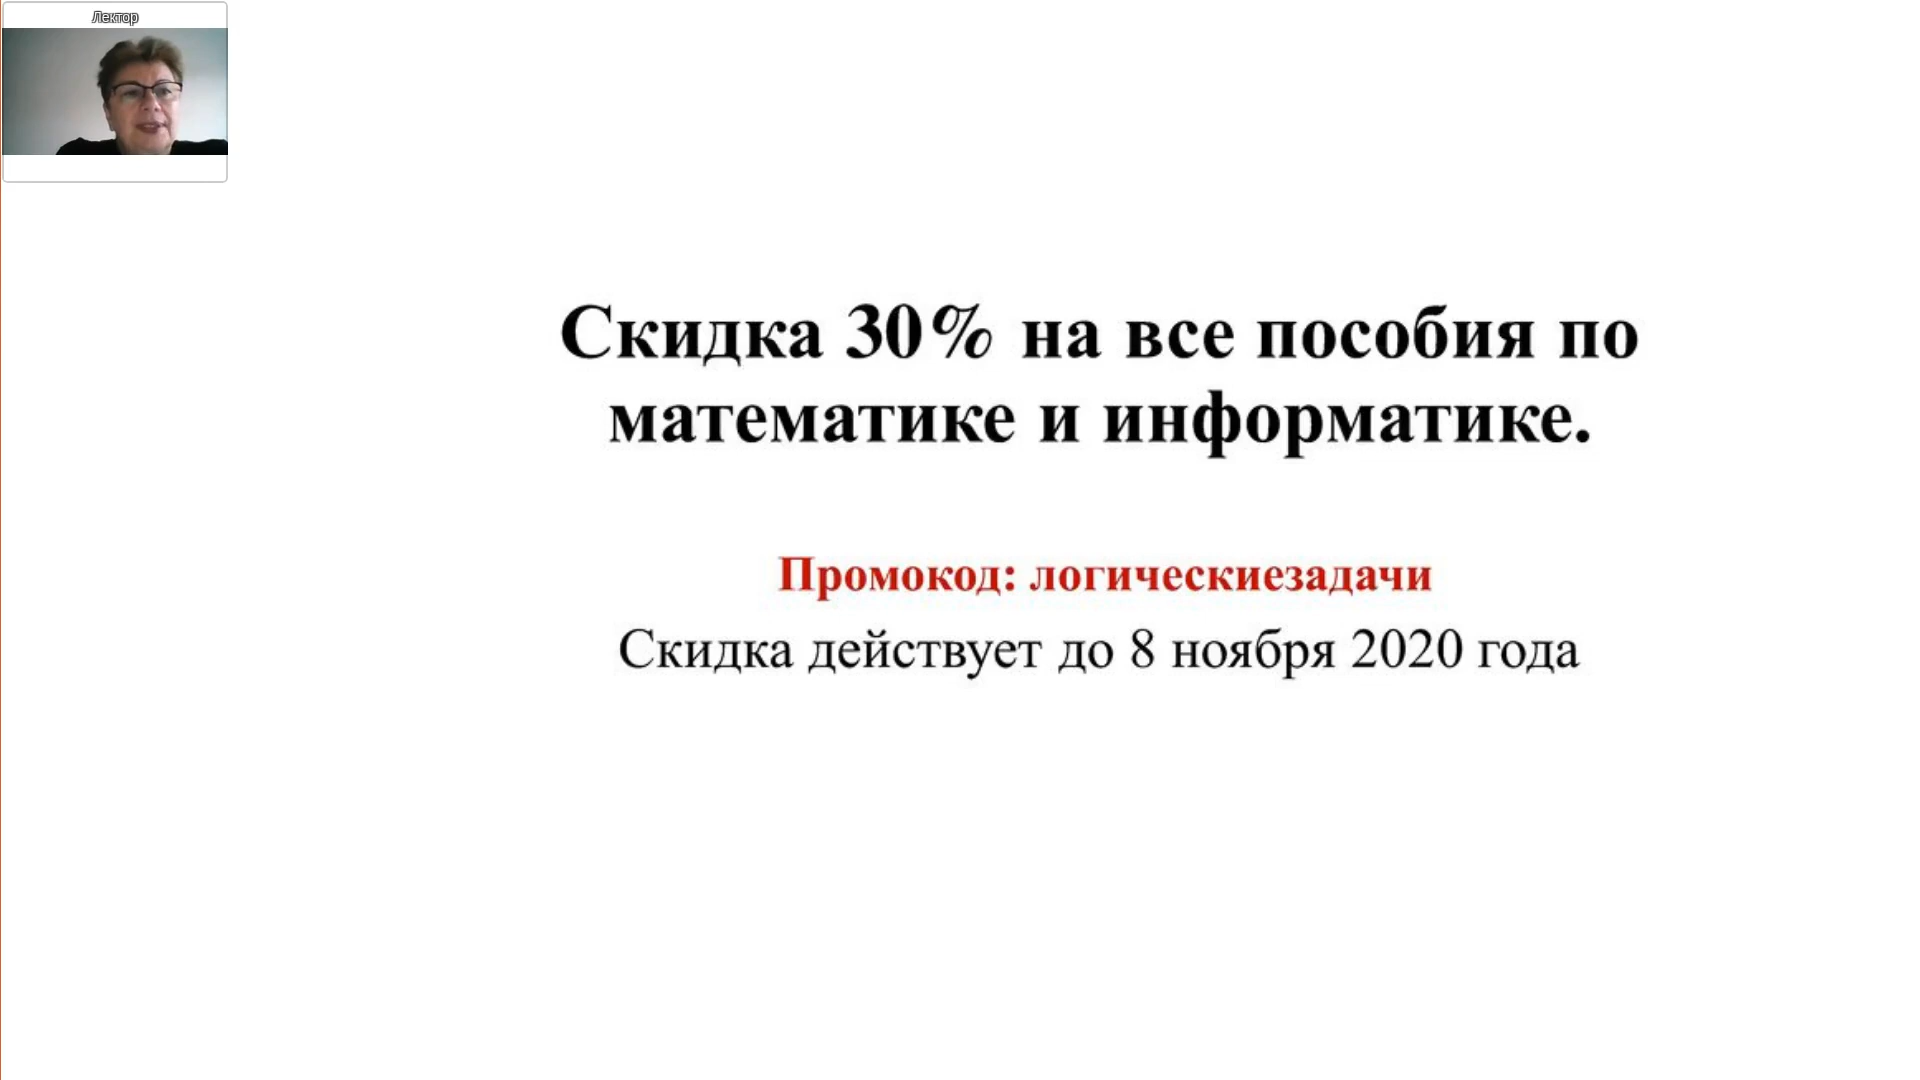 Лектор
Скидка 30% на все пособия по
математике и информатике.
Промокод: логическиезадачи
Скидка действует до 8 ноября 2020 года